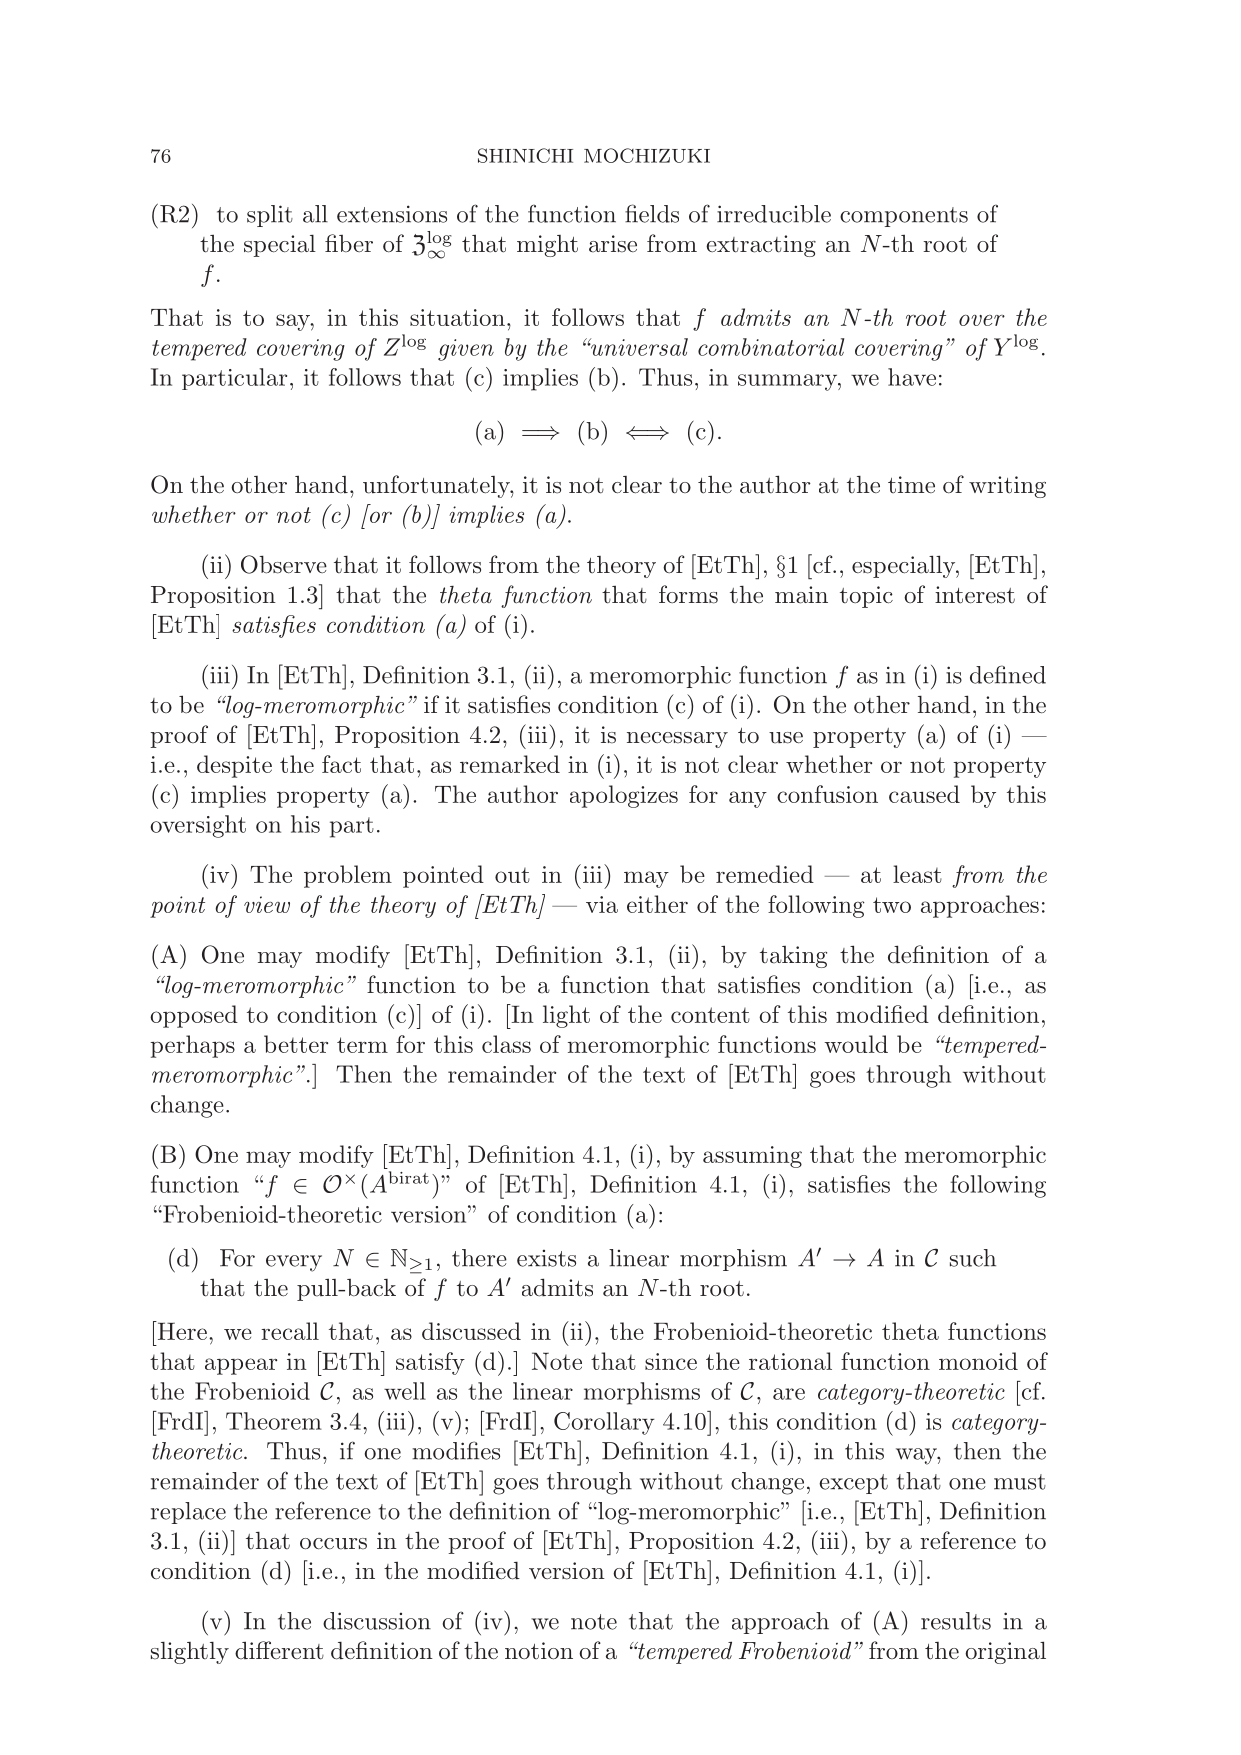 76 SHINICHI MOCHIZUKI
(R2) to split all extensions of the function fields of irreducible components of
the special fiber of ℨ^log_∞ that might arise from extracting an N-th root of
f.
That is to say, in this situation, it follows that f admits an N-th root over the
tempered covering of Z^log given by the “universal combinatorial covering” of Y^log.
In particular, it follows that (c) implies (b). Thus, in summary, we have:
(a) ⟹ (b) ⟺ (c).
On the other hand, unfortunately, it is not clear to the author at the time of writing
whether or not (c) [or (b)] implies (a).
(ii) Observe that it follows from the theory of [EtTh], §1 [cf., especially, [EtTh],
Proposition 1.3] that the theta function that forms the main topic of interest of
[EtTh] satisfies condition (a) of (i).
(iii) In [EtTh], Definition 3.1, (ii), a meromorphic function f as in (i) is defined
to be “log-meromorphic” if it satisfies condition (c) of (i). On the other hand, in the
proof of [EtTh], Proposition 4.2, (iii), it is necessary to use property (a) of (i) —
i.e., despite the fact that, as remarked in (i), it is not clear whether or not property
(c) implies property (a). The author apologizes for any confusion caused by this
oversight on his part.
(iv) The problem pointed out in (iii) may be remedied — at least from the
point of view of the theory of [EtTh] — via either of the following two approaches:
(A) One may modify [EtTh], Definition 3.1, (ii), by taking the definition of a
“log-meromorphic” function to be a function that satisfies condition (a) [i.e., as
opposed to condition (c)] of (i). [In light of the content of this modified definition,
perhaps a better term for this class of meromorphic functions would be “tempered-
meromorphic”.] Then the remainder of the text of [EtTh] goes through without
change.
(B) One may modify [EtTh], Definition 4.1, (i), by assuming that the meromorphic
function “f ∈ 𝒪^×(A^birat)” of [EtTh], Definition 4.1, (i), satisfies the following
“Frobenioid-theoretic version” of condition (a):
(d) For every N ∈ ℕ_≥1, there exists a linear morphism A′ → A in 𝒞 such
that the pull-back of f to A′ admits an N-th root.
[Here, we recall that, as discussed in (ii), the Frobenioid-theoretic theta functions
that appear in [EtTh] satisfy (d).] Note that since the rational function monoid of
the Frobenioid 𝒞, as well as the linear morphisms of 𝒞, are category-theoretic [cf.
[FrdI], Theorem 3.4, (iii), (v); [FrdI], Corollary 4.10], this condition (d) is category-
theoretic. Thus, if one modifies [EtTh], Definition 4.1, (i), in this way, then the
remainder of the text of [EtTh] goes through without change, except that one must
replace the reference to the definition of “log-meromorphic” [i.e., [EtTh], Definition
3.1, (ii)] that occurs in the proof of [EtTh], Proposition 4.2, (iii), by a reference to
condition (d) [i.e., in the modified version of [EtTh], Definition 4.1, (i)].
(v) In the discussion of (iv), we note that the approach of (A) results in a
slightly different definition of the notion of a “tempered Frobenioid” from the original